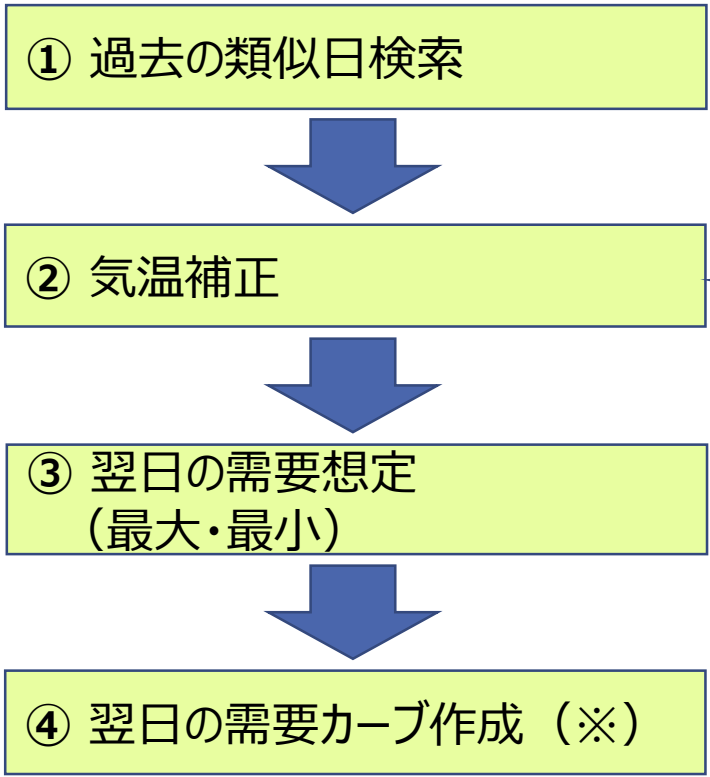 ① 過去の類似日検索
② 気温補正
③ 翌日の需要想定
（最大・最小）
④ 翌日の需要カーブ作成（※）